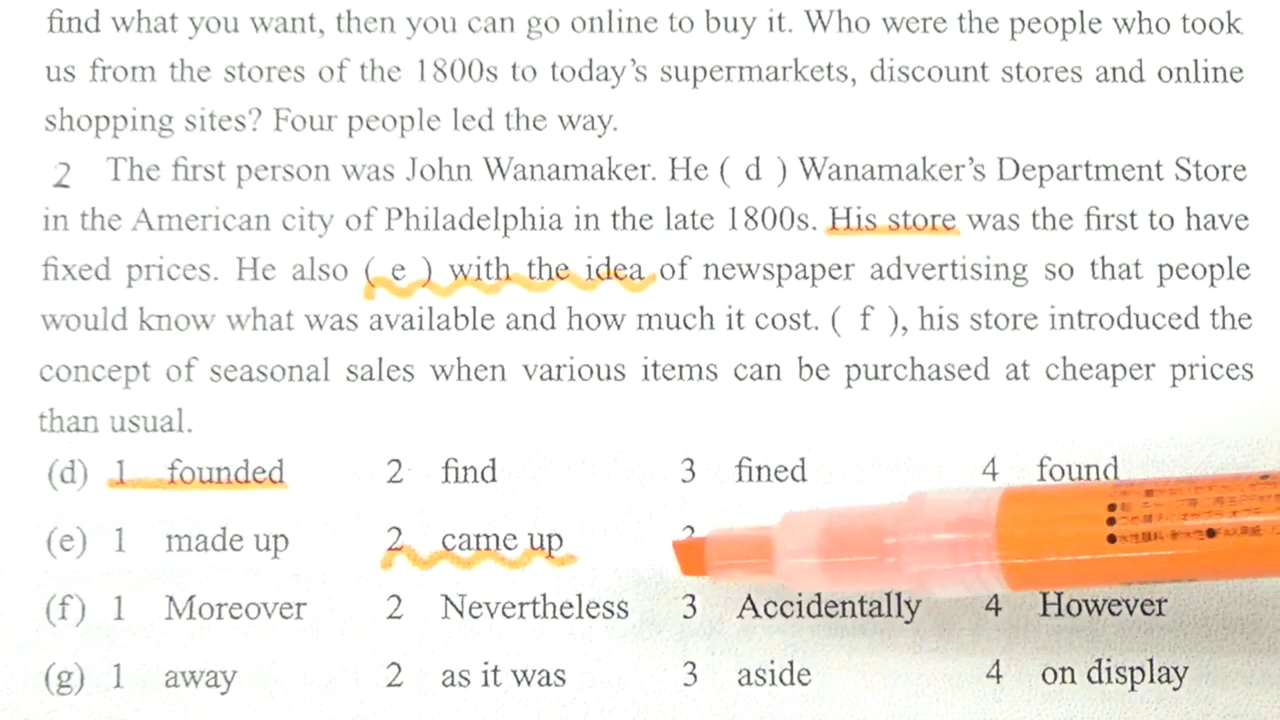 find what you want, then you can go online to buy it. Who were the people who took
us from the stores of the 1800s to today's supermarkets, discount stores and online
shopping sites? Four people led the way.
2 The first person was John Wanamaker. He ( d ) Wanamaker's Department Store
in the American city of Philadelphia in the late 1800s. His store was the first to have
fixed prices. He also ( e ) with the idea of newspaper advertising so that people
would know what was available and how much it cost. ( f ), his store introduced the
concept of seasonal sales when various items can be purchased at cheaper prices
than usual.
(d) 1 founded 2 find 3 fined 4 found
(e) 1 made up 2 came up
(f) 1 Moreover 2 Nevertheless 3 Accidentally 4 However
(g) 1 away 2 as it was 3 aside 4 on display